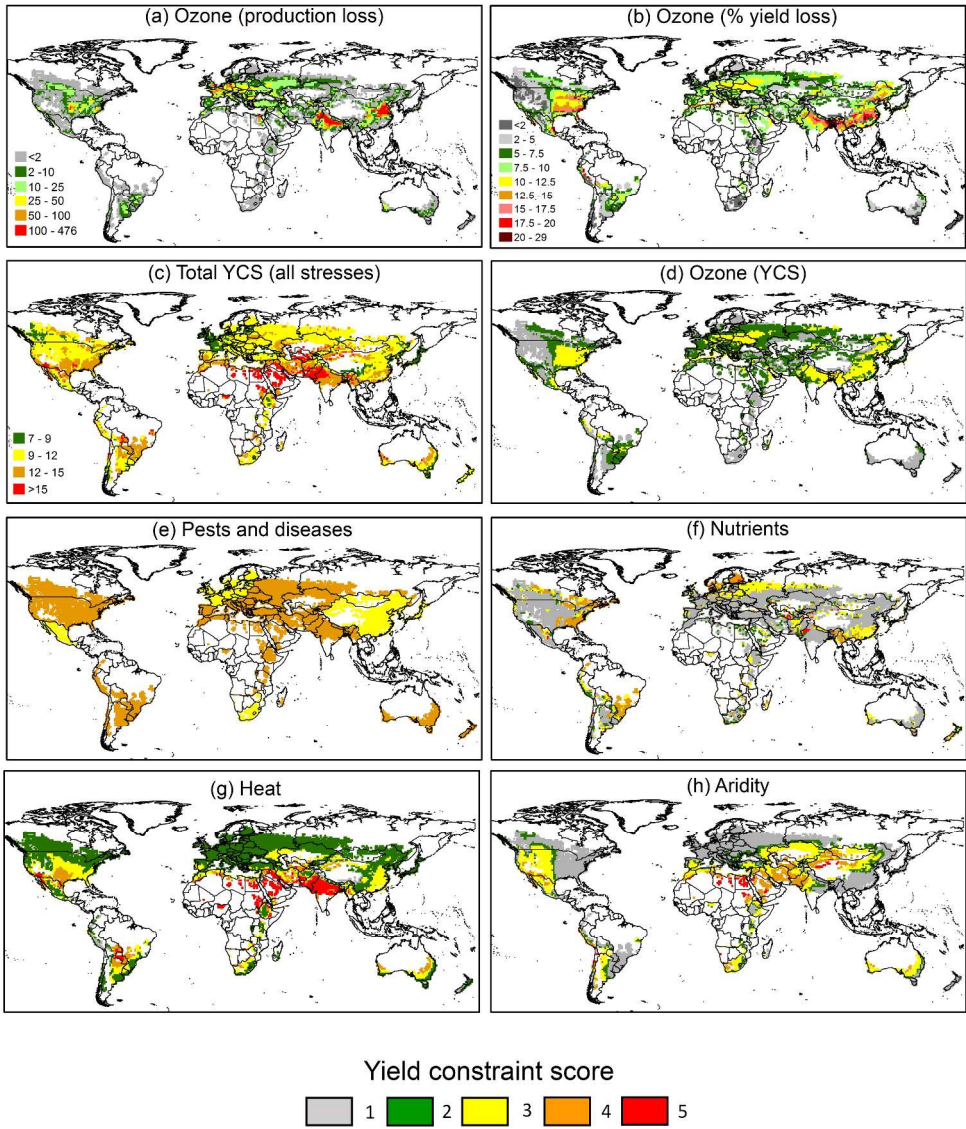 (a) Ozone (production loss)
<2
2 -10
10 - 25
25 - 50
50 - 100
100 - 476
(b) Ozone (% yield loss)
<2
2 - 5
5 - 7.5
7.5 - 10
10 - 12.5
12.5 - 15
15 - 17.5
17.5 - 20
20 - 29
(c) Total YCS (all stresses)
7 - 9
9 - 12
12 - 15
>15
(d) Ozone (YCS)
(e) Pests and diseases
(f) Nutrients
(g) Heat
(h) Aridity
Yield constraint score
1 2 3 4 5